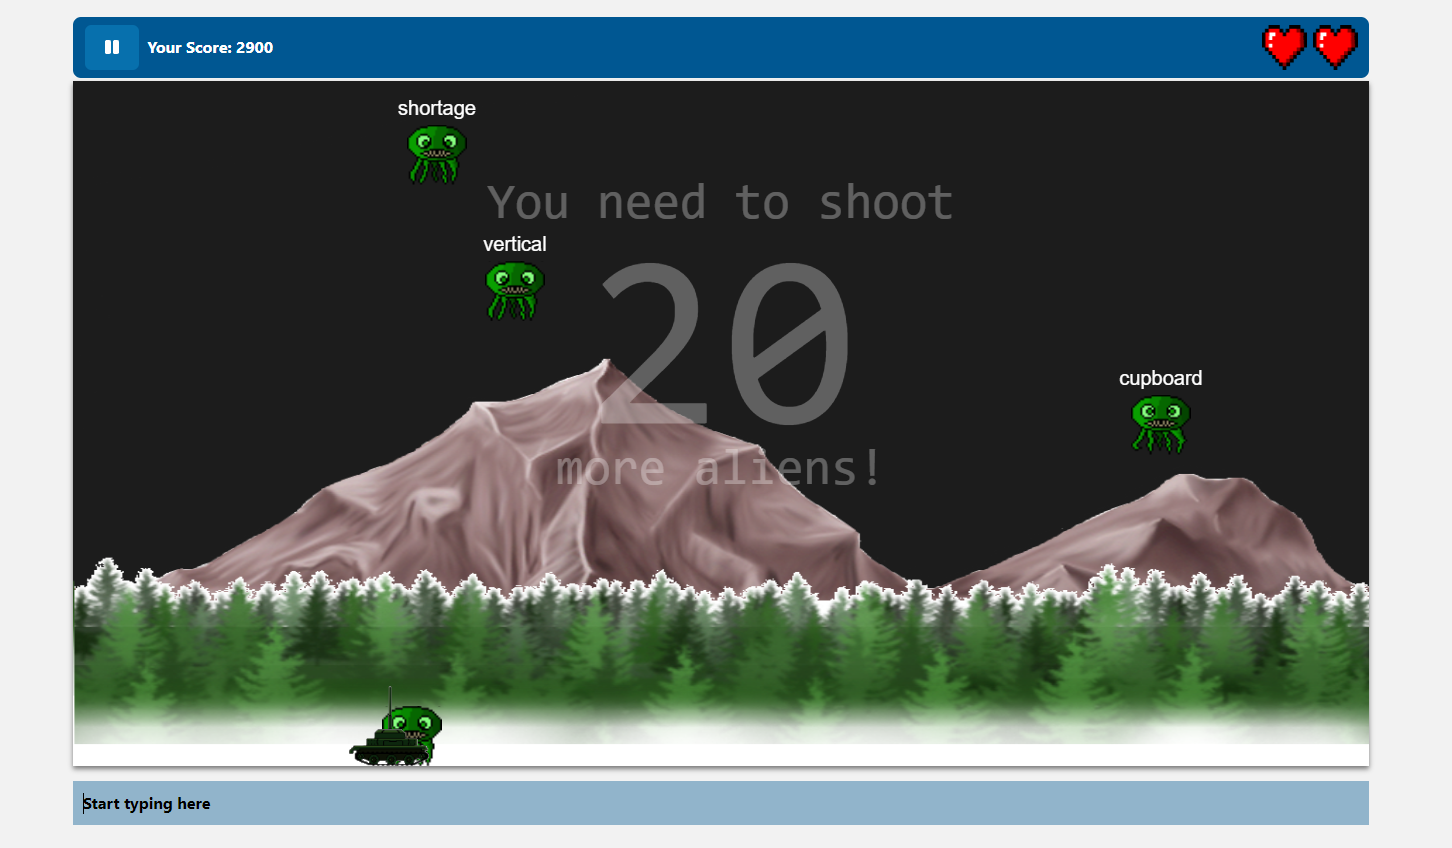 Your Score: 2900
shortage
You need to shoot
vertical
20
cupboard
more aliens!
Start typing here